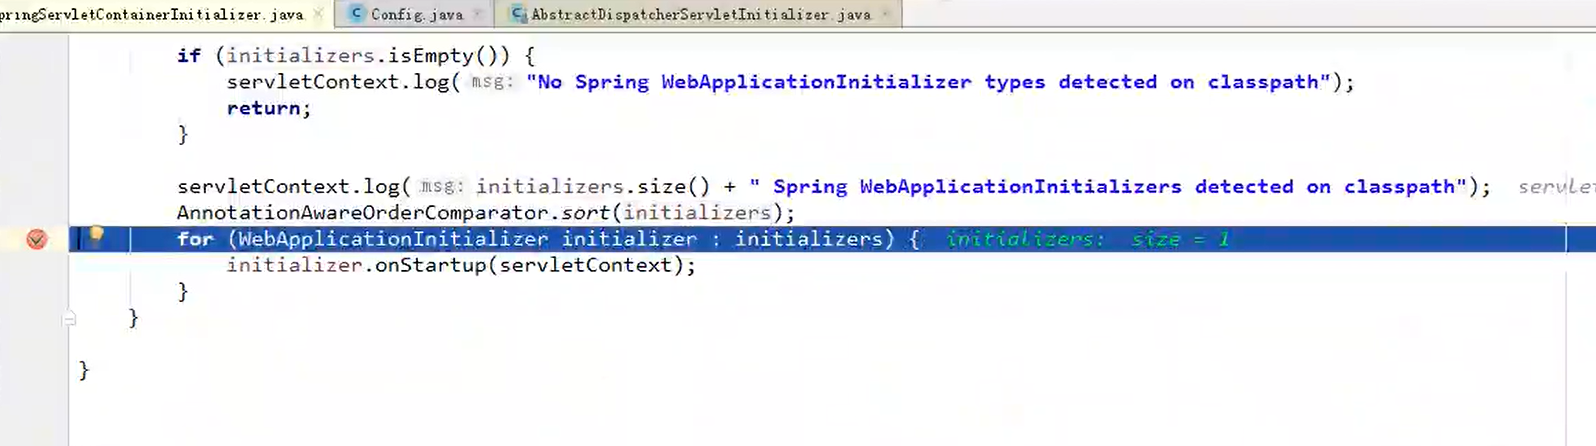 pringServletContainerInitializer.java Config.java AbstractDispatcherServletInitializer.java
if (initializers.isEmpty()) {
servletContext.log( msg: "No Spring WebApplicationInitializer types detected on classpath");
return;
}
servletContext.log( msg: initializers.size() + " Spring WebApplicationInitializers detected on classpath"); servlet
AnnotationAwareOrderComparator.sort(initializers);
for (WebApplicationInitializer initializer : initializers) { initializers: size = 1
initializer.onStartup(servletContext);
}
}
}